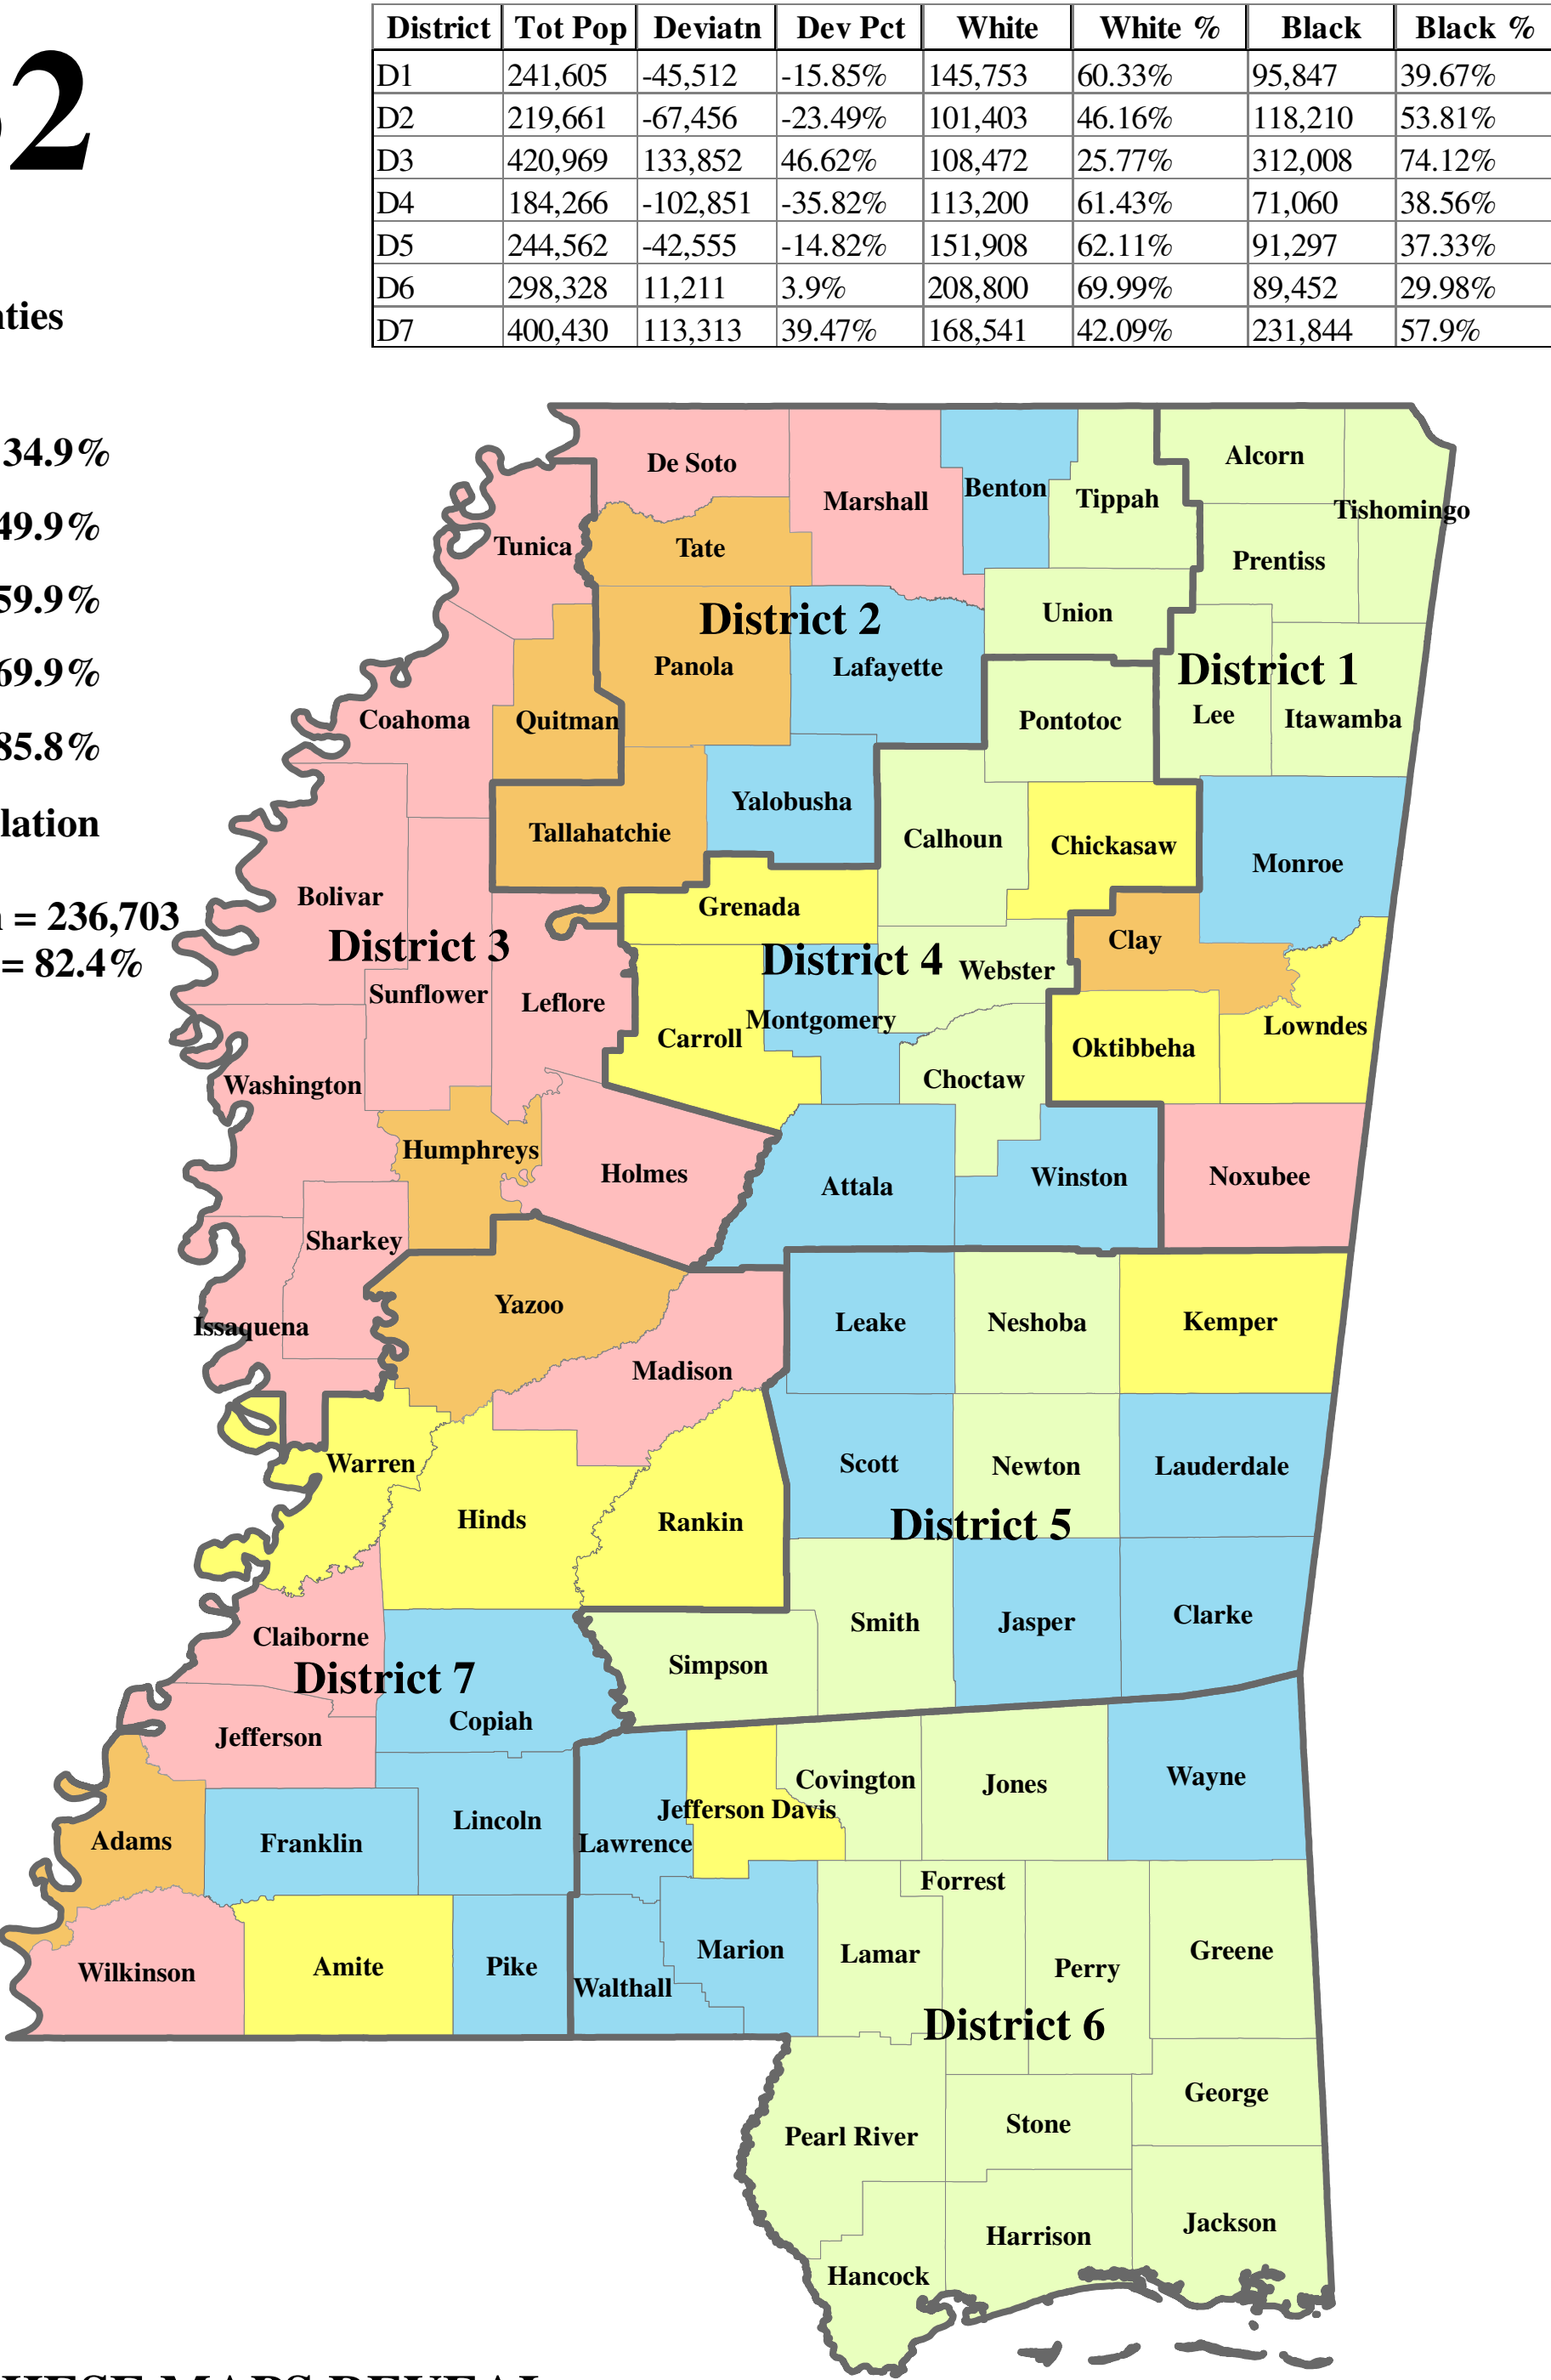 District Tot Pop Deviatn Dev Pct White White % Black Black %
D1 241,605 -45,512 -15.85% 145,753 60.33% 95,847 39.67%
D2 219,661 -67,456 -23.49% 101,403 46.16% 118,210 53.81%
D3 420,969 133,852 46.62% 108,472 25.77% 312,008 74.12%
D4 184,266 -102,851 -35.82% 113,200 61.43% 71,060 38.56%
D5 244,562 -42,555 -14.82% 151,908 62.11% 91,297 37.33%
D6 298,328 11,211 3.9% 208,800 69.99% 89,452 29.98%
D7 400,430 113,313 39.47% 168,541 42.09% 231,844 57.9%
2
nties
34.9%
49.9%
59.9%
69.9%
85.8%
lation
= 236,703
= 82.4%
De Soto
Marshall
Benton
Tippah
Alcorn
Tishomingo
Tunica
Tate
Prentiss
Union
District 2
Panola
Lafayette
District 1
Coahoma
Quitman
Pontotoc
Lee
Itawamba
Tallahatchie
Yalobusha
Calhoun
Chickasaw
Monroe
Bolivar
Grenada
District 3
District 4
Clay
Sunflower
Leflore
Webster
Carroll
Montgomery
Lowndes
Oktibbeha
Washington
Choctaw
Humphreys
Holmes
Attala
Winston
Noxubee
Sharkey
Yazoo
Issaquena
Leake
Neshoba
Kemper
Madison
Warren
Scott
Newton
Lauderdale
Hinds
Rankin
District 5
Claiborne
Smith
Jasper
Clarke
District 7
Simpson
Copiah
Jefferson
Covington
Jones
Wayne
Jefferson Davis
Adams
Franklin
Lincoln
Lawrence
Forrest
Wilkinson
Amite
Pike
Walthall
Marion
Lamar
Perry
Greene
District 6
George
Pearl River
Stone
Harrison
Jackson
Hancock
HESE MAPS REVEAL